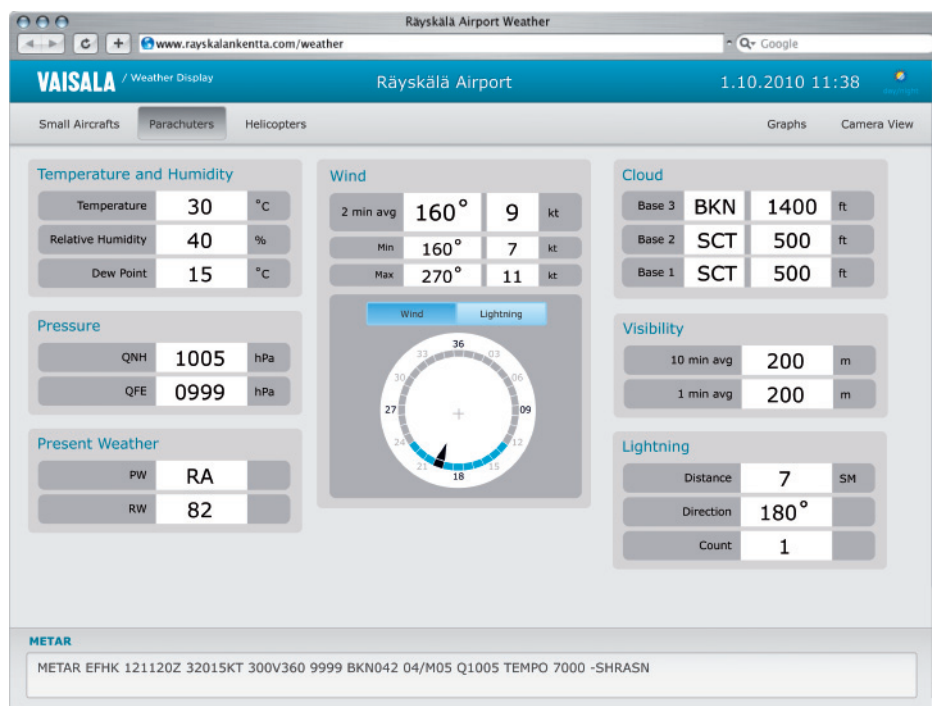 Räyskälä Airport Weather
www.rayskalankentta.com/weather
Google
VAISALA / Weather Display
Räyskälä Airport
1.10.2010 11:38
Small Aircrafts Parachuters Helicopters Graphs Camera View
Temperature and Humidity
Temperature 30 °C
Relative Humidity 40 %
Dew Point 15 °C
Pressure
QNH 1005 hPa
QFE 0999 hPa
Present Weather
PW RA
RW 82
Wind
2 min avg 160° 9 kt
Min 160° 7 kt
Max 270° 11 kt
Wind Lightning
36
33 03
30 06
27 09
24 12
21 15
18
Cloud
Base 3 BKN 1400 ft
Base 2 SCT 500 ft
Base 1 SCT 500 ft
Visibility
10 min avg 200 m
1 min avg 200 m
Lightning
Distance 7 SM
Direction 180°
Count 1
METAR
METAR EFHK 121120Z 32015KT 300V360 9999 BKN042 04/M05 Q1005 TEMPO 7000 -SHRASN